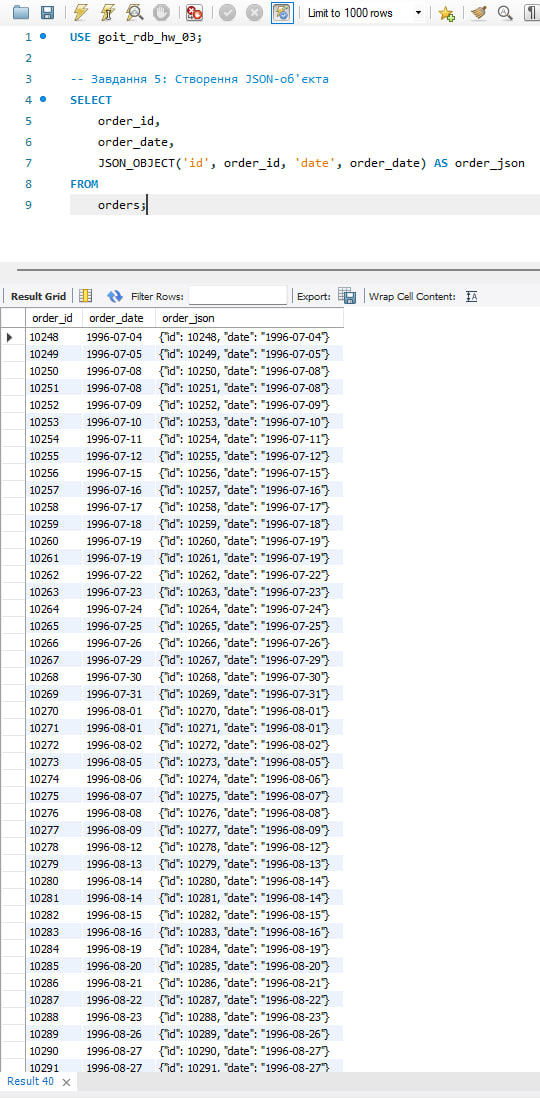 Limit to 1000 rows
1 USE goit_rdb_hw_03;
2
3 -- Завдання 5: Створення JSON-об'єкта
4 SELECT
5 order_id,
6 order_date,
7 JSON_OBJECT('id', order_id, 'date', order_date) AS order_json
8 FROM
9 orders;
Result Grid Filter Rows: Export: Wrap Cell Content:
order_id order_date order_json
10248 1996-07-04 {"id": 10248, "date": "1996-07-04"}
10249 1996-07-05 {"id": 10249, "date": "1996-07-05"}
10250 1996-07-08 {"id": 10250, "date": "1996-07-08"}
10251 1996-07-08 {"id": 10251, "date": "1996-07-08"}
10252 1996-07-09 {"id": 10252, "date": "1996-07-09"}
10253 1996-07-10 {"id": 10253, "date": "1996-07-10"}
10254 1996-07-11 {"id": 10254, "date": "1996-07-11"}
10255 1996-07-12 {"id": 10255, "date": "1996-07-12"}
10256 1996-07-15 {"id": 10256, "date": "1996-07-15"}
10257 1996-07-16 {"id": 10257, "date": "1996-07-16"}
10258 1996-07-17 {"id": 10258, "date": "1996-07-17"}
10259 1996-07-18 {"id": 10259, "date": "1996-07-18"}
10260 1996-07-19 {"id": 10260, "date": "1996-07-19"}
10261 1996-07-19 {"id": 10261, "date": "1996-07-19"}
10262 1996-07-22 {"id": 10262, "date": "1996-07-22"}
10263 1996-07-23 {"id": 10263, "date": "1996-07-23"}
10264 1996-07-24 {"id": 10264, "date": "1996-07-24"}
10265 1996-07-25 {"id": 10265, "date": "1996-07-25"}
10266 1996-07-26 {"id": 10266, "date": "1996-07-26"}
10267 1996-07-29 {"id": 10267, "date": "1996-07-29"}
10268 1996-07-30 {"id": 10268, "date": "1996-07-30"}
10269 1996-07-31 {"id": 10269, "date": "1996-07-31"}
10270 1996-08-01 {"id": 10270, "date": "1996-08-01"}
10271 1996-08-01 {"id": 10271, "date": "1996-08-01"}
10272 1996-08-02 {"id": 10272, "date": "1996-08-02"}
10273 1996-08-05 {"id": 10273, "date": "1996-08-05"}
10274 1996-08-06 {"id": 10274, "date": "1996-08-06"}
10275 1996-08-07 {"id": 10275, "date": "1996-08-07"}
10276 1996-08-08 {"id": 10276, "date": "1996-08-08"}
10277 1996-08-09 {"id": 10277, "date": "1996-08-09"}
10278 1996-08-12 {"id": 10278, "date": "1996-08-12"}
10279 1996-08-13 {"id": 10279, "date": "1996-08-13"}
10280 1996-08-14 {"id": 10280, "date": "1996-08-14"}
10281 1996-08-14 {"id": 10281, "date": "1996-08-14"}
10282 1996-08-15 {"id": 10282, "date": "1996-08-15"}
10283 1996-08-16 {"id": 10283, "date": "1996-08-16"}
10284 1996-08-19 {"id": 10284, "date": "1996-08-19"}
10285 1996-08-20 {"id": 10285, "date": "1996-08-20"}
10286 1996-08-21 {"id": 10286, "date": "1996-08-21"}
10287 1996-08-22 {"id": 10287, "date": "1996-08-22"}
10288 1996-08-23 {"id": 10288, "date": "1996-08-23"}
10289 1996-08-26 {"id": 10289, "date": "1996-08-26"}
10290 1996-08-27 {"id": 10290, "date": "1996-08-27"}
10291 1996-08-27 {"id": 10291, "date": "1996-08-27"}
Result 40